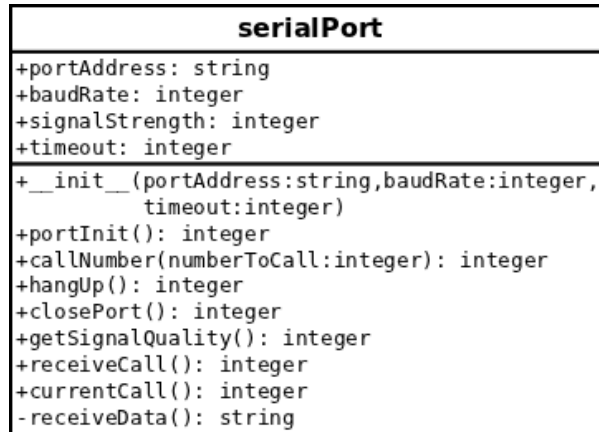 serialPort
+portAddress: string
+baudRate: integer
+signalStrength: integer
+timeout: integer
+__init__(portAddress:string,baudRate:integer,
timeout:integer)
+portInit(): integer
+callNumber(numberToCall:integer): integer
+hangUp(): integer
+closePort(): integer
+getSignalQuality(): integer
+receiveCall(): integer
+currentCall(): integer
-receiveData(): string